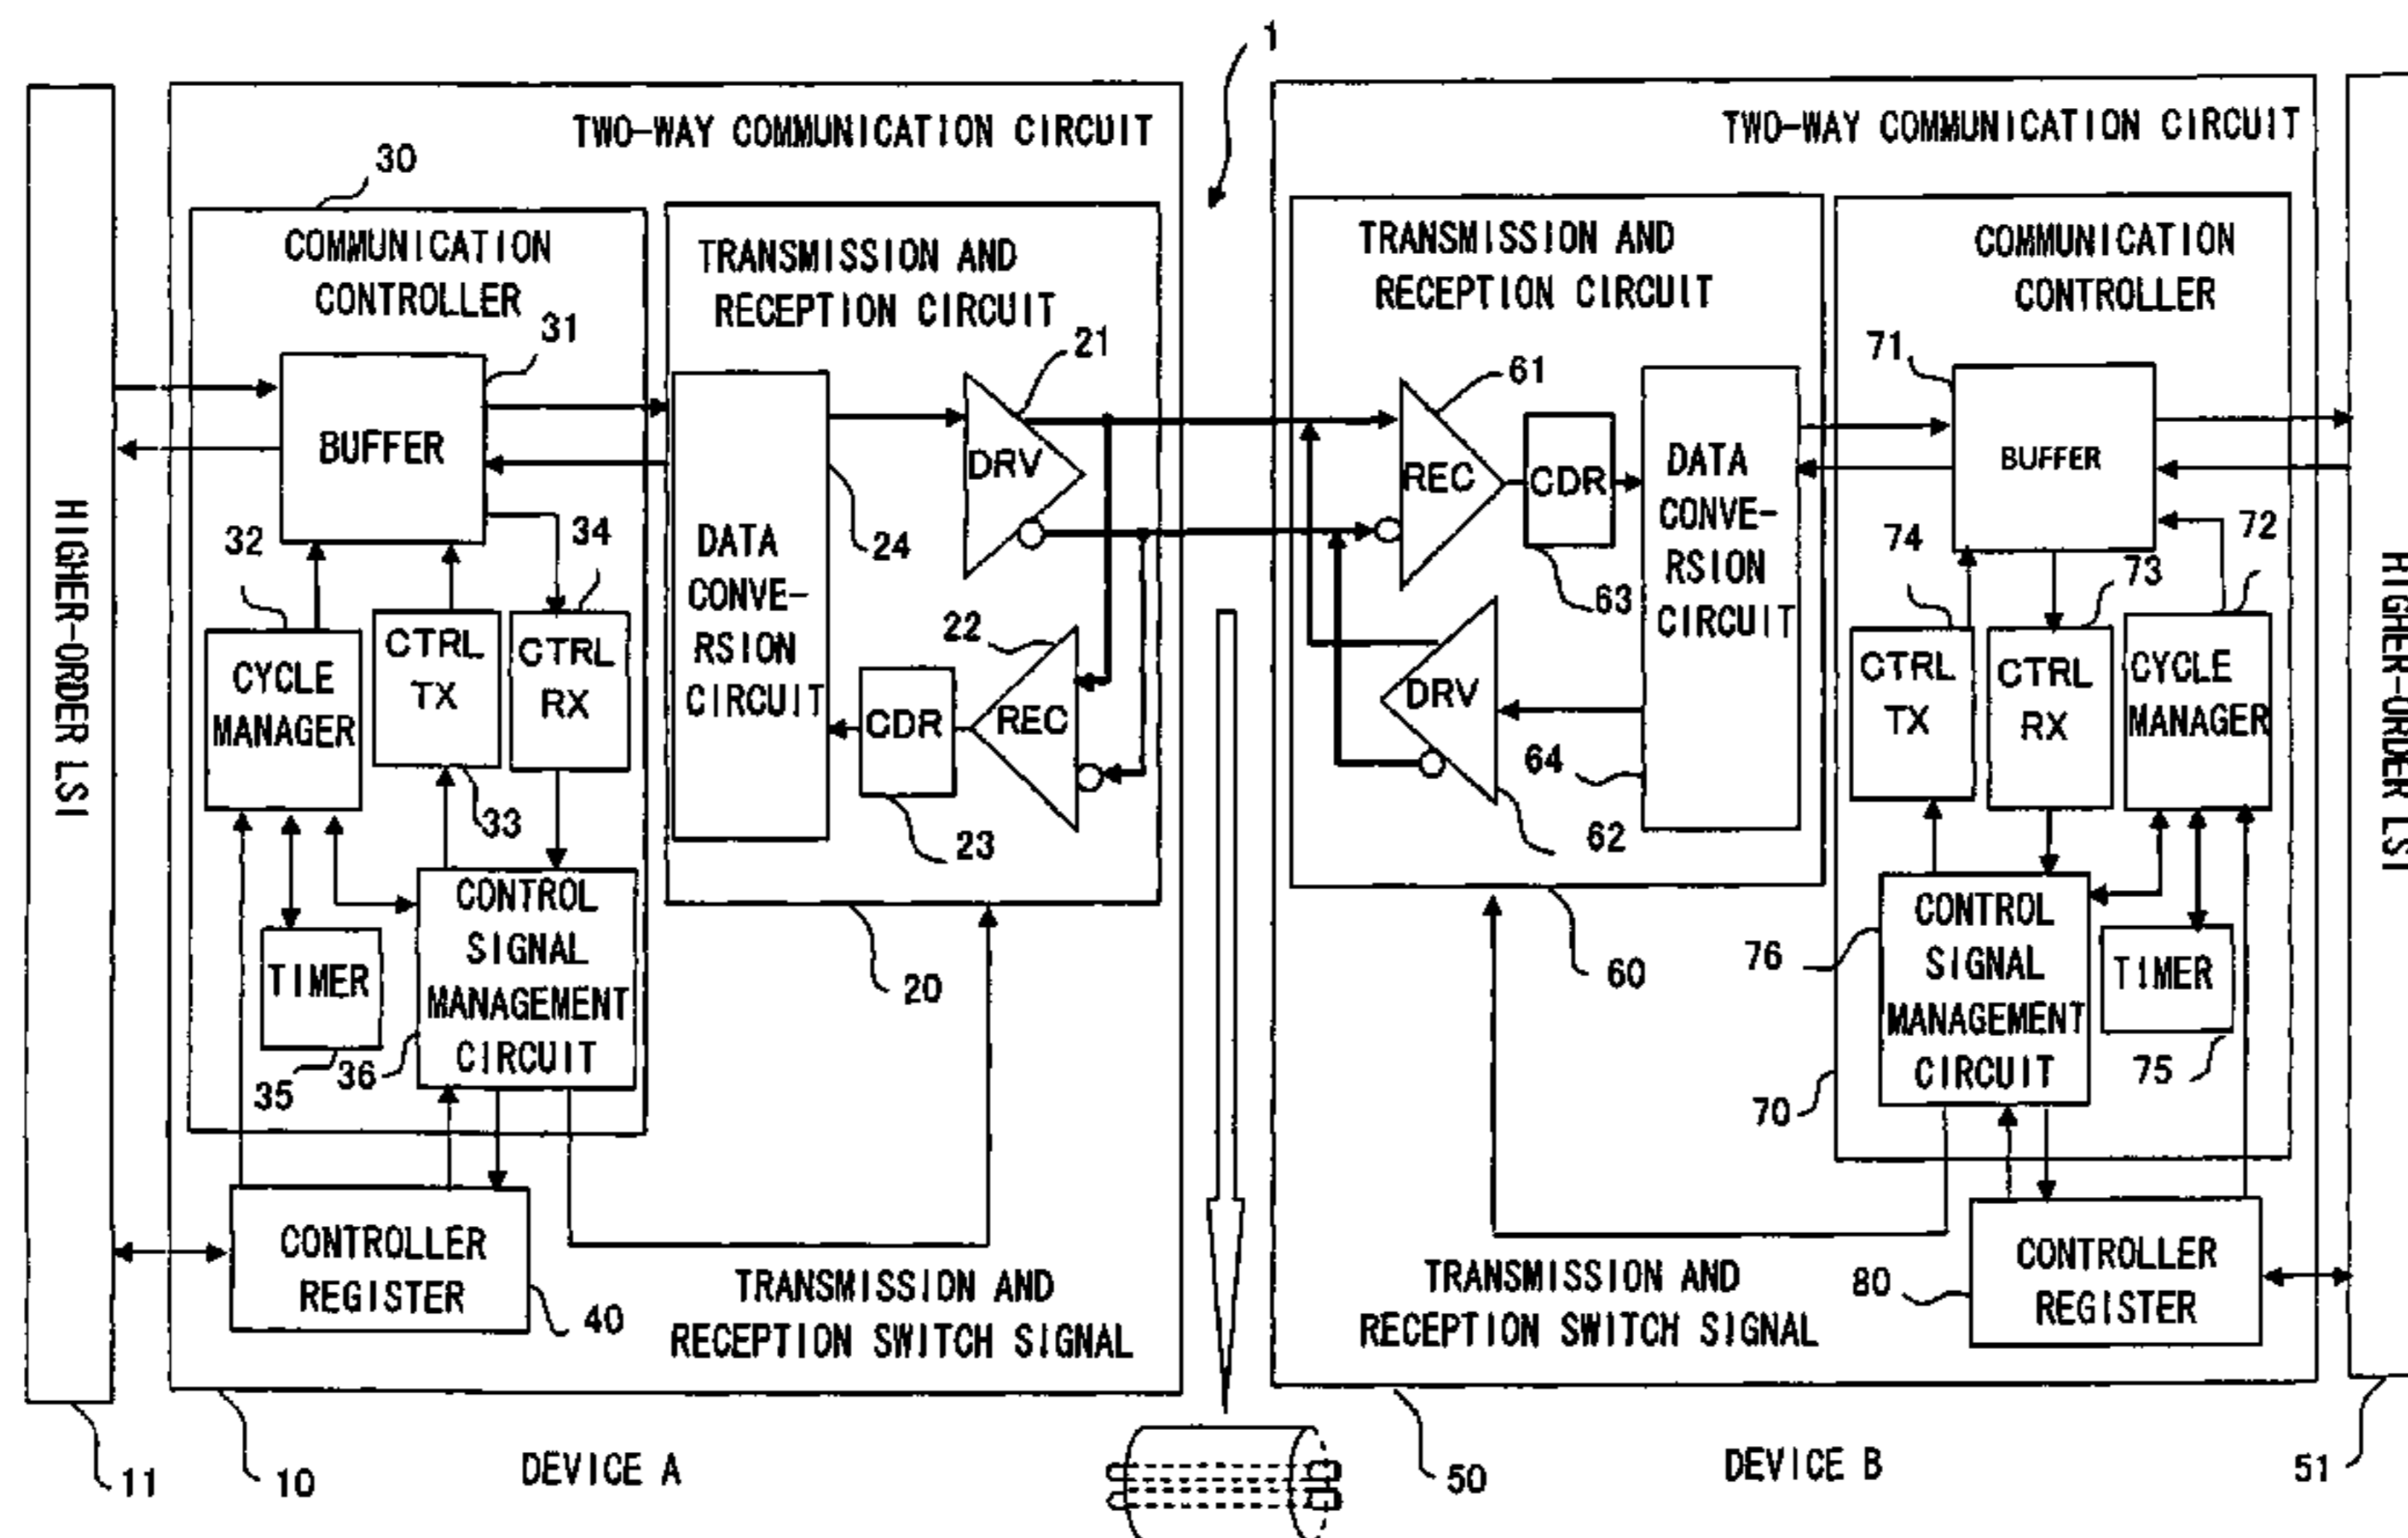 1
TWO-WAY COMMUNICATION CIRCUIT
TWO-WAY COMMUNICATION CIRCUIT
30
COMMUNICATION
CONTROLLER
31
BUFFER
32
34
CYCLE
MANAGER
CTRL
TX
CTRL
RX
33
TIMER
35
CONTROL
SIGNAL
MANAGEMENT
CIRCUIT
36
CONTROLLER
REGISTER
40
HIGHER-ORDER LSI
11
10
TRANSMISSION AND
RECEPTION CIRCUIT
21
DRV
24
DATA
CONVE-
RSION
CIRCUIT
22
REC
CDR
23
20
TRANSMISSION AND
RECEPTION SWITCH SIGNAL
DEVICE A
TRANSMISSION AND
RECEPTION CIRCUIT
61
REC
CDR
63
DATA
CONVE-
RSION
CIRCUIT
DRV
64
62
60
COMMUNICATION
CONTROLLER
71
BUFFER
74
73
72
CTRL
TX
CTRL
RX
CYCLE
MANAGER
76
CONTROL
SIGNAL
MANAGEMENT
CIRCUIT
TIMER
75
70
80
CONTROLLER
REGISTER
TRANSMISSION AND
RECEPTION SWITCH SIGNAL
50
DEVICE B
51
HIGHER-ORDER LSI